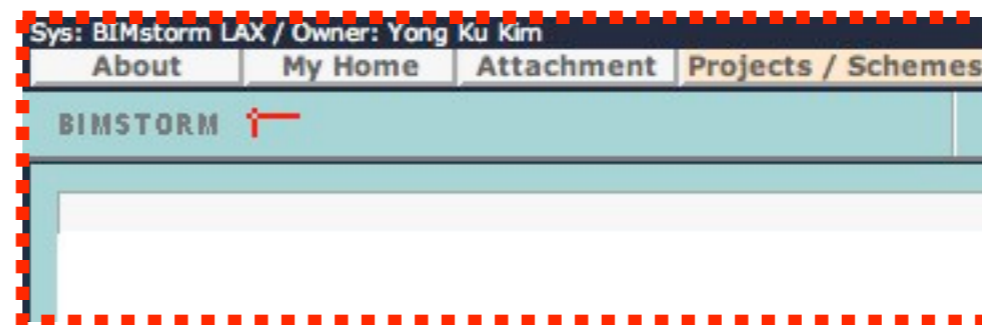 Sys: BIMstorm LAX / Owner: Yong Ku Kim
About My Home Attachment Projects / Schemes
BIMSTORM